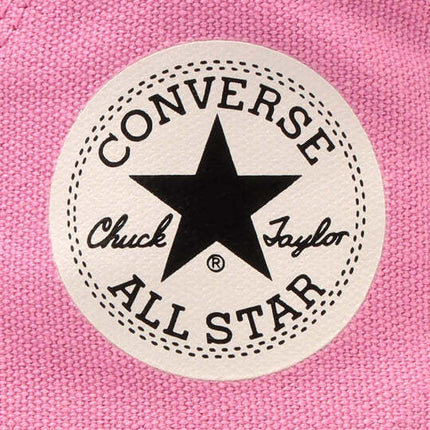 CONVERSE
Chuck Taylor
®
ALL STAR